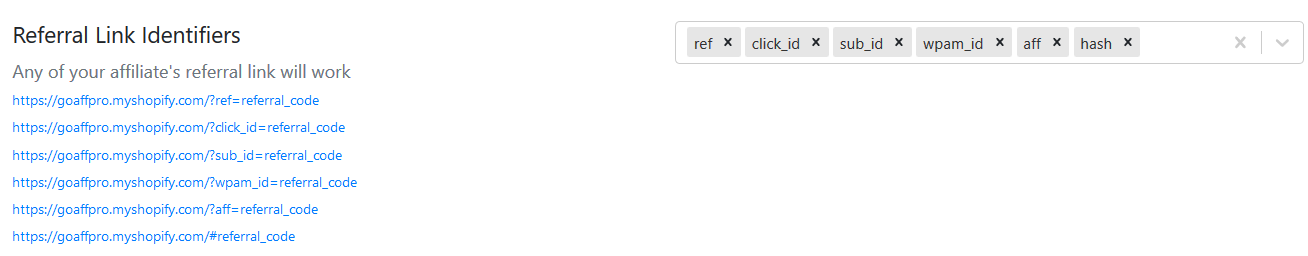 Referral Link Identifiers
ref × click_id × sub_id × wpam_id × aff × hash ×
Any of your affiliate's referral link will work
https://goaffpro.myshopify.com/?ref=referral_code
https://goaffpro.myshopify.com/?click_id=referral_code
https://goaffpro.myshopify.com/?sub_id=referral_code
https://goaffpro.myshopify.com/?wpam_id=referral_code
https://goaffpro.myshopify.com/?aff=referral_code
https://goaffpro.myshopify.com/#referral_code